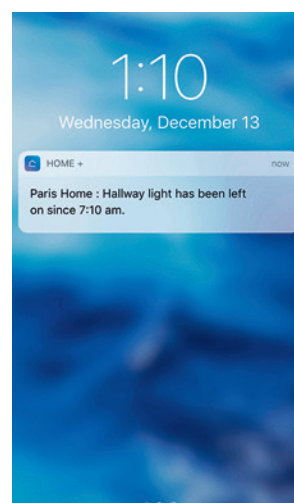 1:10
Wednesday, December 13
HOME +
now
Paris Home : Hallway light has been left
on since 7:10 am.